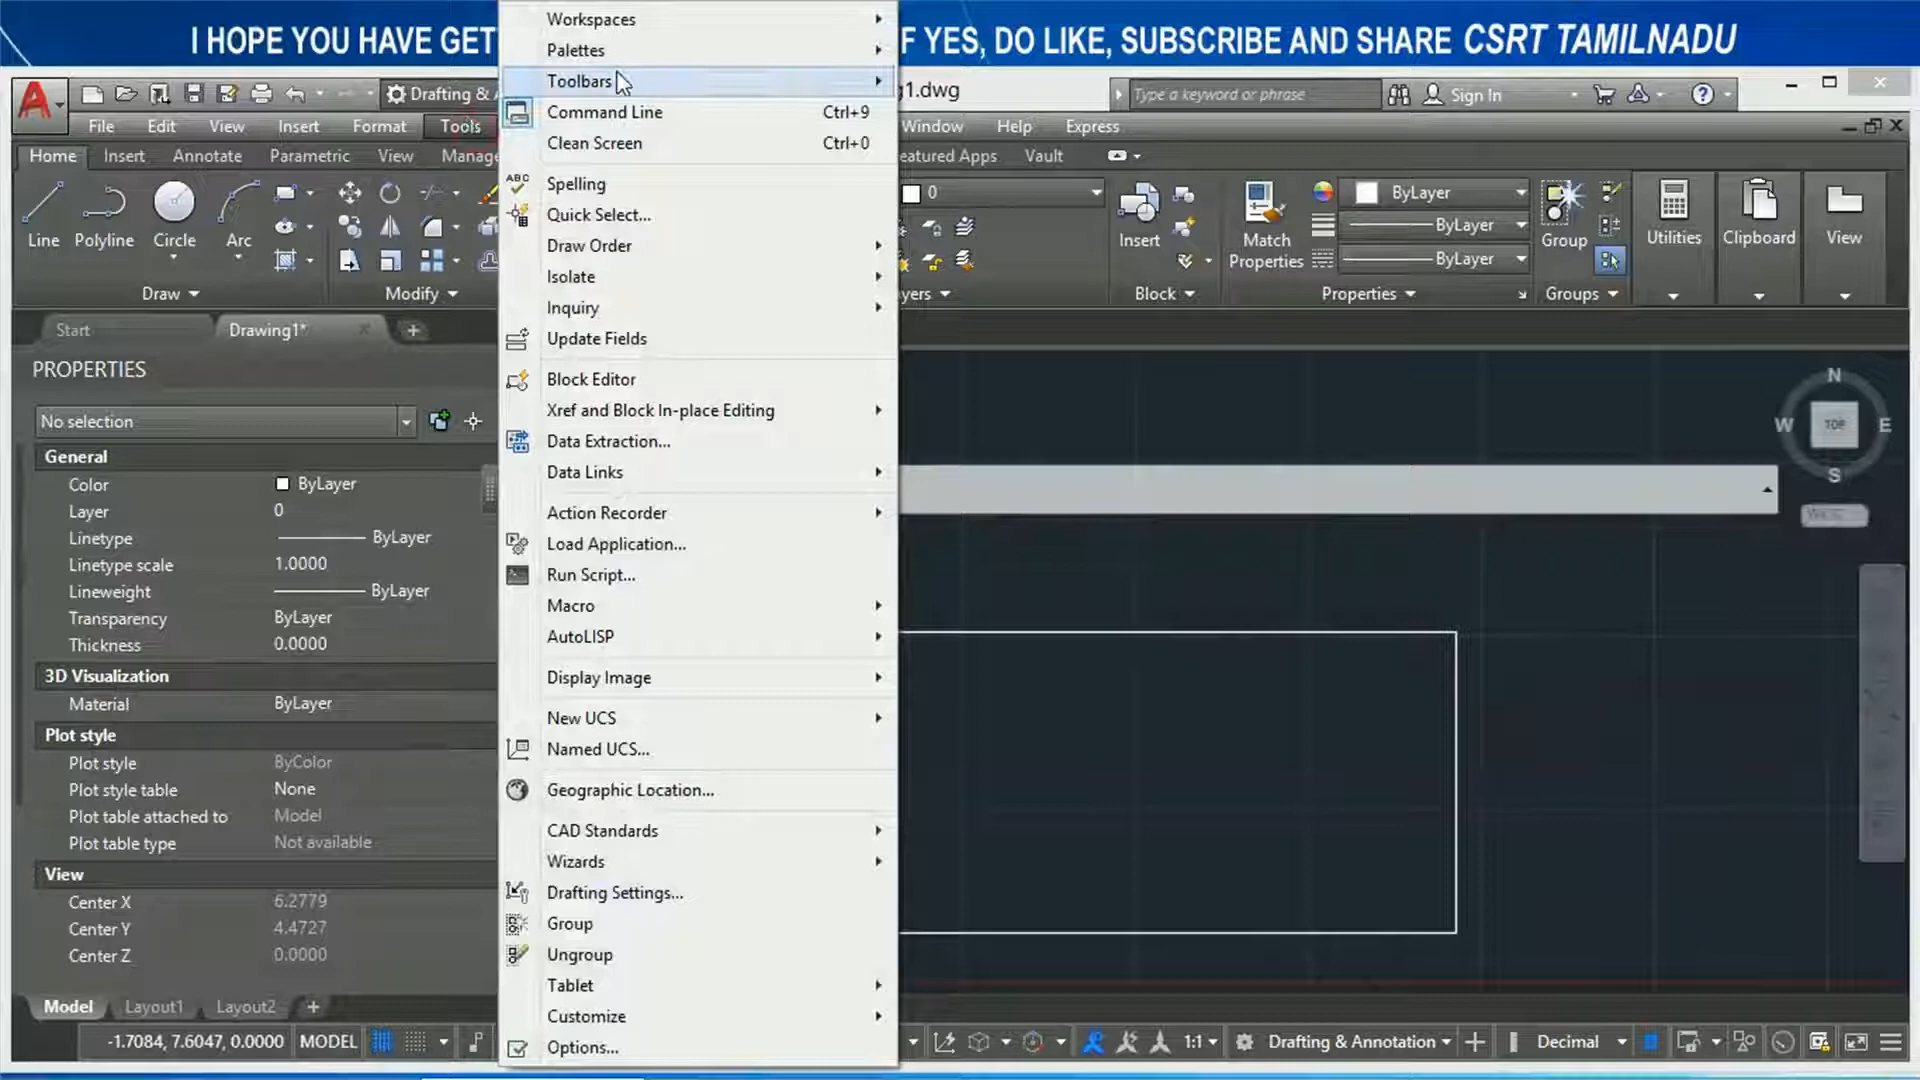 I HOPE YOU HAVE GET
F YES, DO LIKE, SUBSCRIBE AND SHARE CSRT TAMILNADU
Drafting & A
g1.dwg
Type a keyword or phrase
Sign In
File Edit View Insert Format Tools
Window Help Express
Home Insert Annotate Parametric View Manage
eatured Apps Vault
Line Polyline Circle Arc
Draw
Modify
0
yers
Insert
Block
Match
Properties
ByLayer
ByLayer
ByLayer
Properties
Group
Groups
Utilities
Clipboard
View
Start
Drawing1*
PROPERTIES
No selection
General
Color ByLayer
Layer 0
Linetype ByLayer
Linetype scale 1.0000
Lineweight ByLayer
Transparency ByLayer
Thickness 0.0000
3D Visualization
Material ByLayer
Plot style
Plot style ByColor
Plot style table None
Plot table attached to Model
Plot table type Not available
View
Center X 6.2779
Center Y 4.4727
Center Z 0.0000
Workspaces
Palettes
Toolbars
Command Line Ctrl+9
Clean Screen Ctrl+0
ABC
Spelling
Quick Select...
Draw Order
Isolate
Inquiry
Update Fields
Block Editor
Xref and Block In-place Editing
Data Extraction...
Data Links
Action Recorder
Load Application...
Run Script...
Macro
AutoLISP
Display Image
New UCS
Named UCS...
Geographic Location...
CAD Standards
Wizards
Drafting Settings...
Group
Ungroup
Tablet
Customize
Options...
N
W TOP E
S
Model Layout1 Layout2
-1.7084, 7.6047, 0.0000 MODEL
1:1
Drafting & Annotation
Decimal